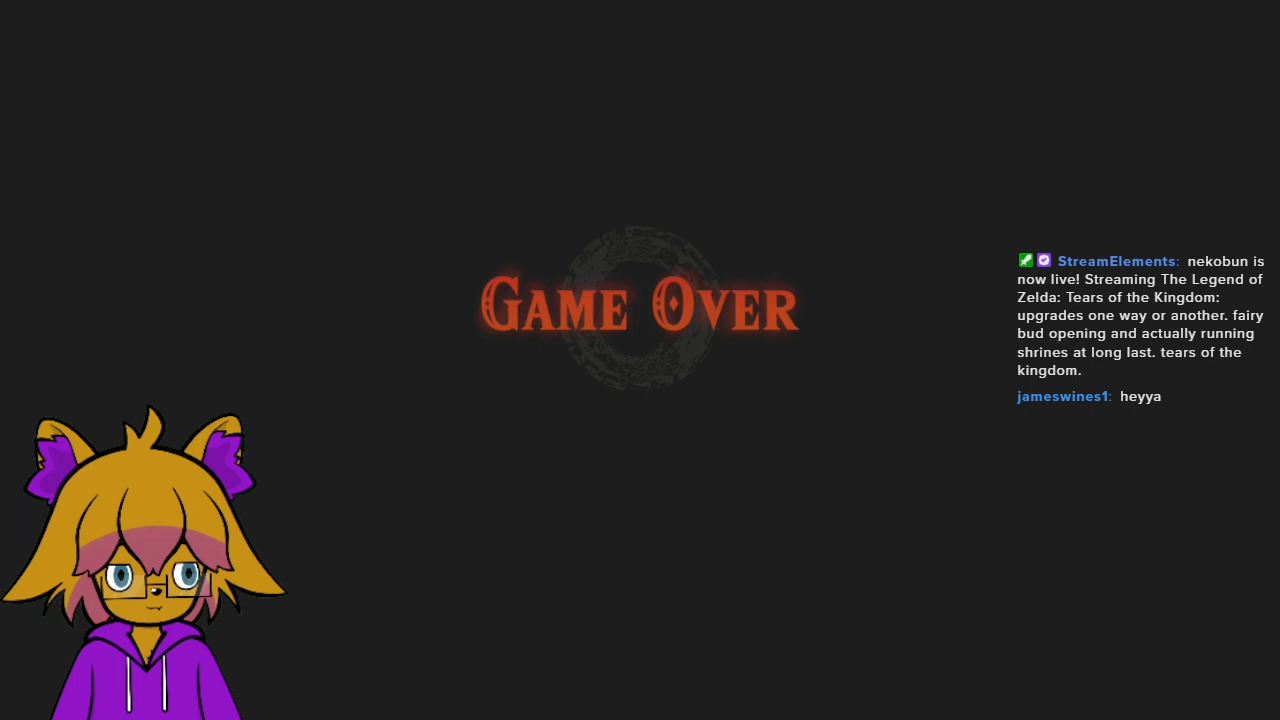 GAME OVER
StreamElements: nekobun is
now live! Streaming The Legend of
Zelda: Tears of the Kingdom:
upgrades one way or another. fairy
bud opening and actually running
shrines at long last. tears of the
kingdom.
jameswines1: heyya